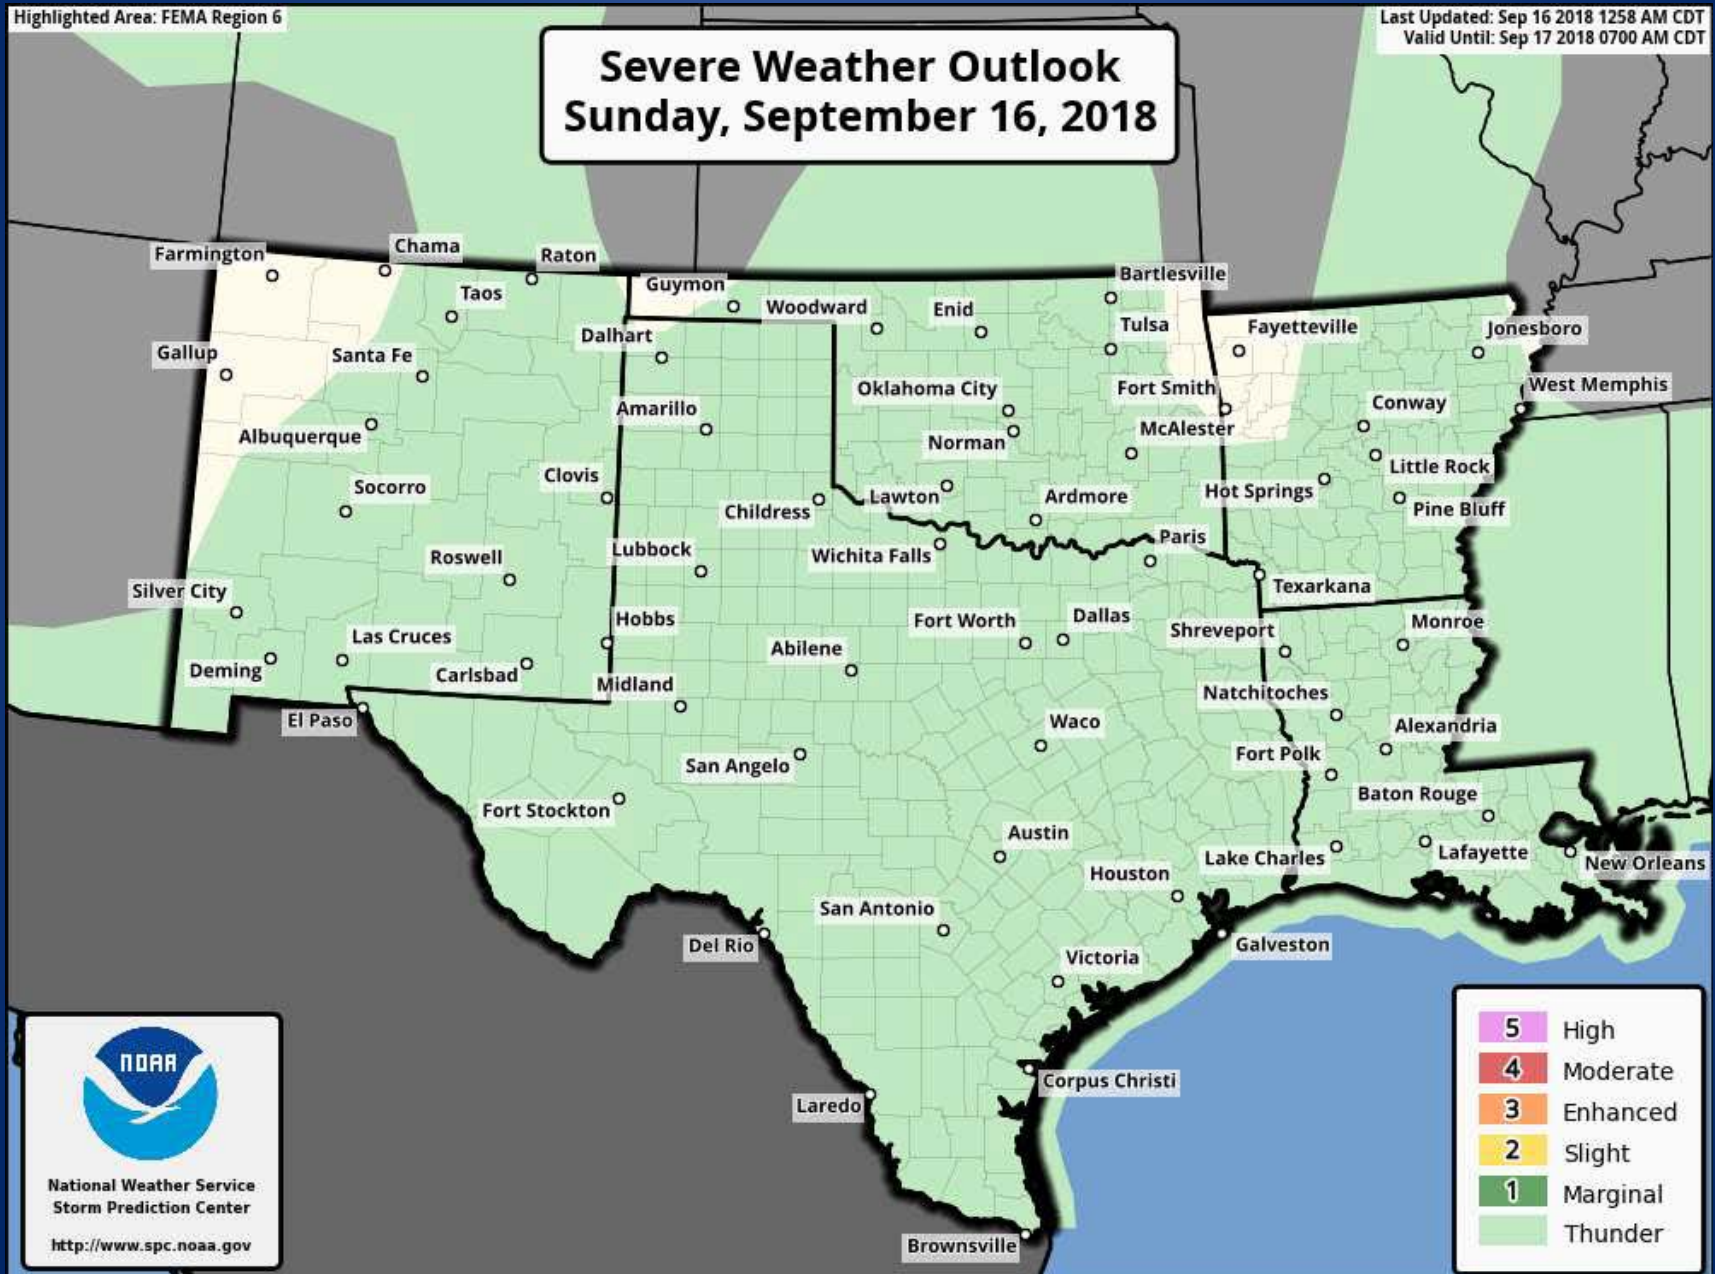 Highlighted Area: FEMA Region 6
Last Updated: Sep 16 2018 1258 AM CDT
Valid Until: Sep 17 2018 0700 AM CDT
Severe Weather Outlook
Sunday, September 16, 2018
Farmington
Chama
Raton
Guymon
Bartlesville
Taos
Woodward
Enid
Tulsa
Fayetteville
Jonesboro
Dalhart
Gallup
Santa Fe
Oklahoma City
Fort Smith
West Memphis
Amarillo
Conway
Albuquerque
Norman
McAlester
Little Rock
Clovis
Socorro
Childress
Lawton
Ardmore
Hot Springs
Pine Bluff
Roswell
Lubbock
Wichita Falls
Paris
Silver City
Texarkana
Hobbs
Fort Worth
Dallas
Shreveport
Monroe
Las Cruces
Abilene
Deming
Carlsbad
Midland
Natchitoches
El Paso
Waco
Alexandria
San Angelo
Fort Polk
Baton Rouge
Fort Stockton
Austin
Lake Charles
Lafayette
New Orleans
Houston
San Antonio
Del Rio
Galveston
Victoria
Corpus Christi
Laredo
Brownsville
NOAA
National Weather Service
Storm Prediction Center
http://www.spc.noaa.gov
5 High
4 Moderate
3 Enhanced
2 Slight
1 Marginal
Thunder